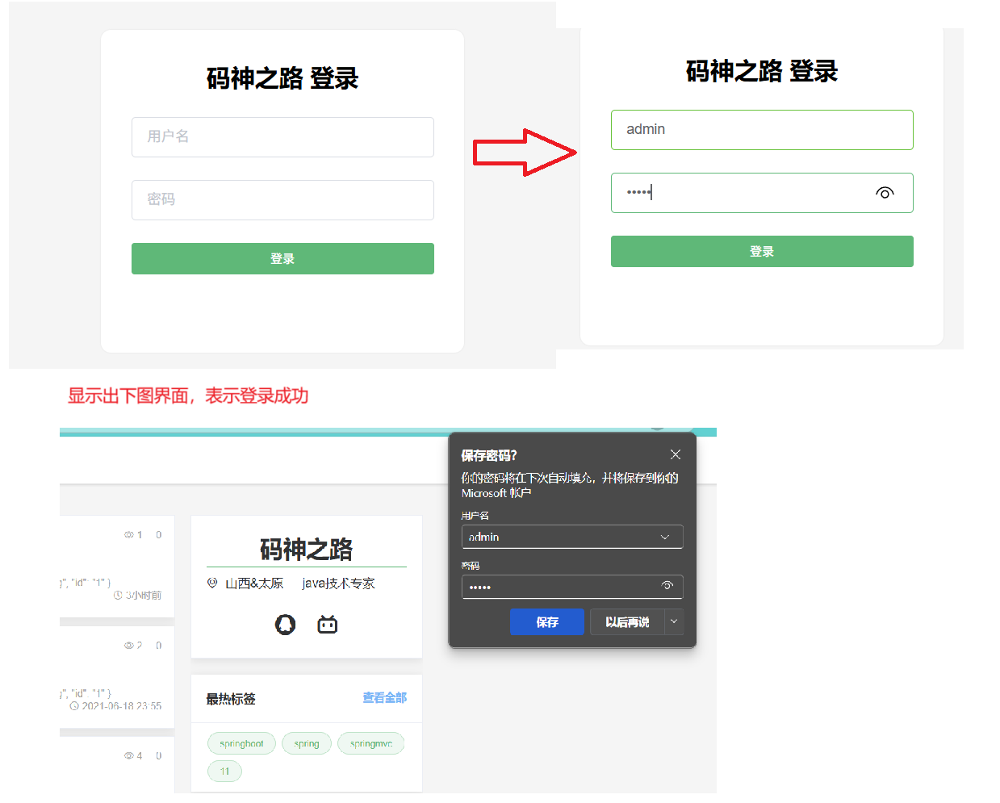 码神之路 登录
用户名
密码
登录
码神之路 登录
admin
•••••
登录
显示出下图界面，表示登录成功
保存密码?
你的密码将在下次自动填充，并将保存到你的
Microsoft 帐户
用户名
admin
密码
•••••
保存 以后再说
1 0
", "id": "1" }
3小时前
2 0
", "id": "1" }
2021-06-18 23:55
4 0
码神之路
山西&太原 java技术专家
最热标签 查看全部
springboot spring springmvc
11